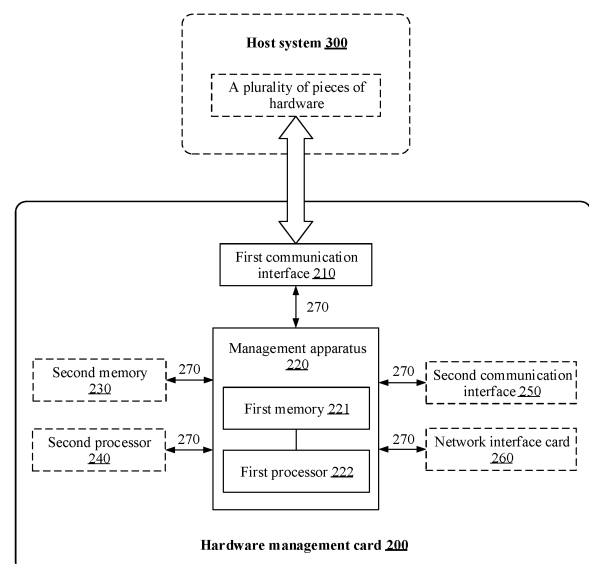 Host system 300
A plurality of pieces of
hardware
First communication
interface 210
270
Management apparatus
220
First memory 221
First processor 222
270
Second memory
230
270
Second processor
240
270
Second communication
interface 250
270
Network interface card
260
Hardware management card 200